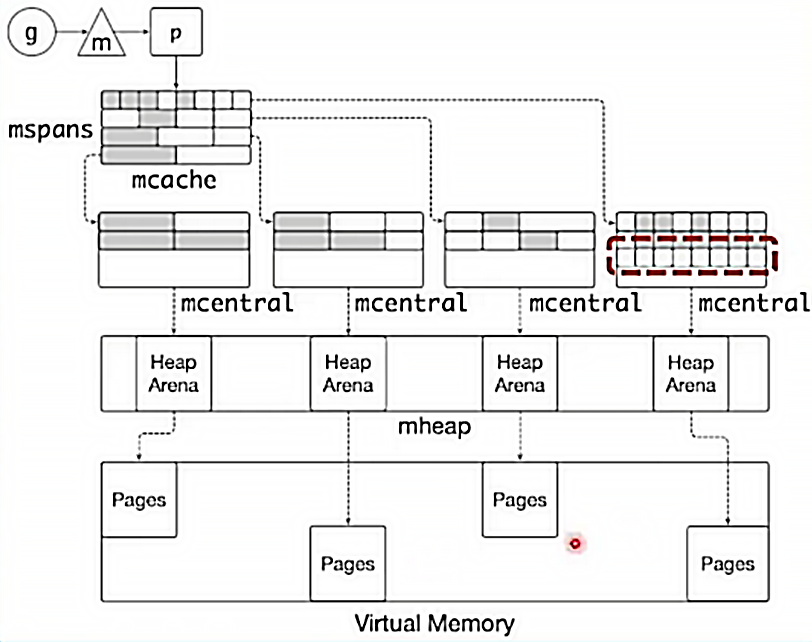 g
m
p
mspans
mcache
mcentral
mcentral
mcentral
mcentral
Heap
Arena
Heap
Arena
Heap
Arena
Heap
Arena
mheap
Pages
Pages
Pages
Pages
Virtual Memory